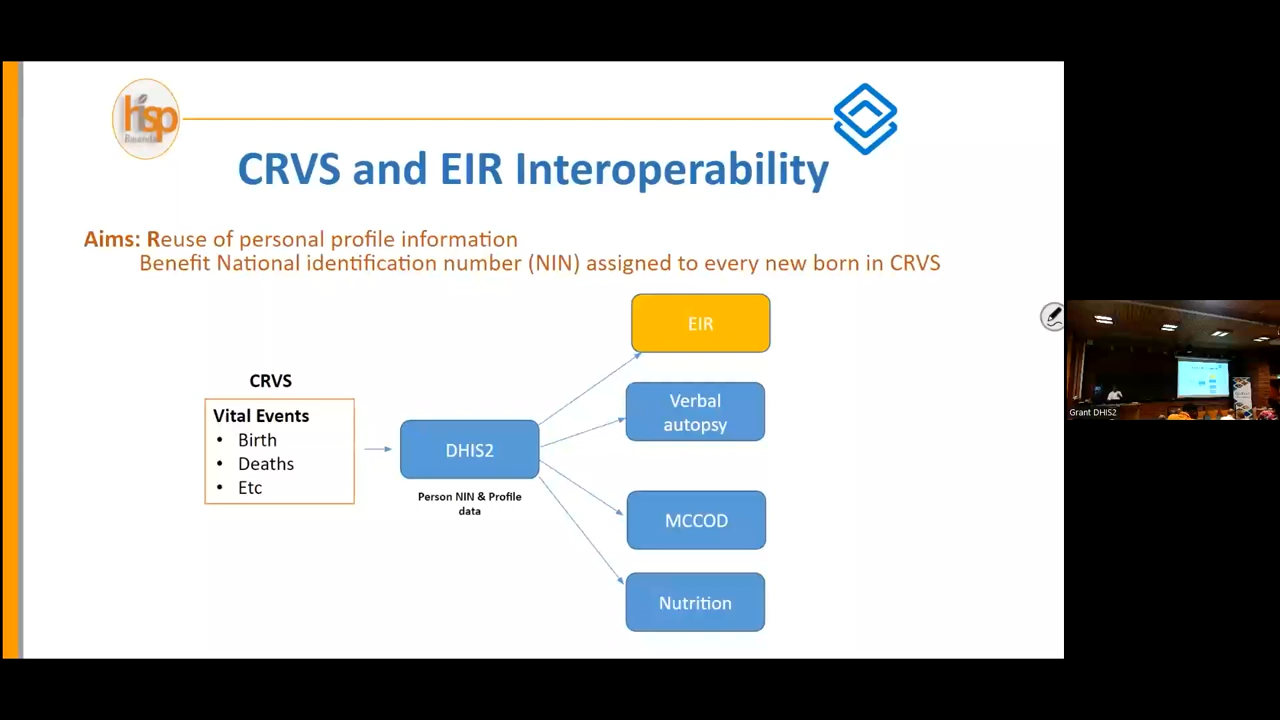 hisp
Rwanda
CRVS and EIR Interoperability
Aims: Reuse of personal profile information
Benefit National identification number (NIN) assigned to every new born in CRVS
CRVS
Vital Events
• Birth
• Deaths
• Etc
DHIS2
Person NIN & Profile
data
EIR
Verbal
autopsy
MCCOD
Nutrition
Grant DHIS2